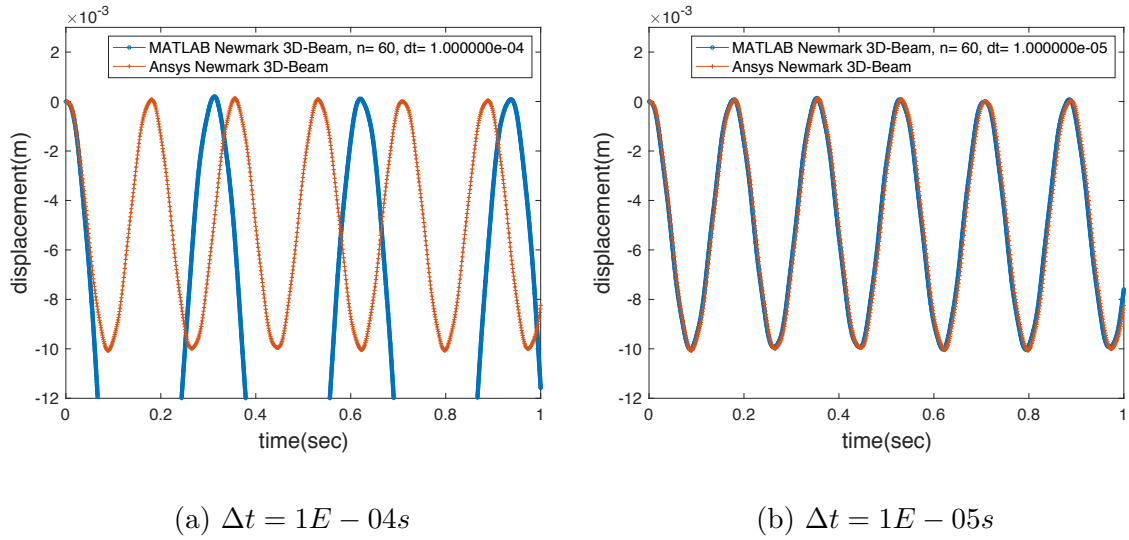 ×10⁻³
MATLAB Newmark 3D-Beam, n= 60, dt= 1.000000e-04
Ansys Newmark 3D-Beam
2
0
-2
-4
-6
-8
-10
-12
displacement(m)
0 0.2 0.4 0.6 0.8 1
time(sec)
(a) Δt = 1E − 04s
×10⁻³
MATLAB Newmark 3D-Beam, n= 60, dt= 1.000000e-05
Ansys Newmark 3D-Beam
2
0
-2
-4
-6
-8
-10
-12
displacement(m)
0 0.2 0.4 0.6 0.8 1
time(sec)
(b) Δt = 1E − 05s